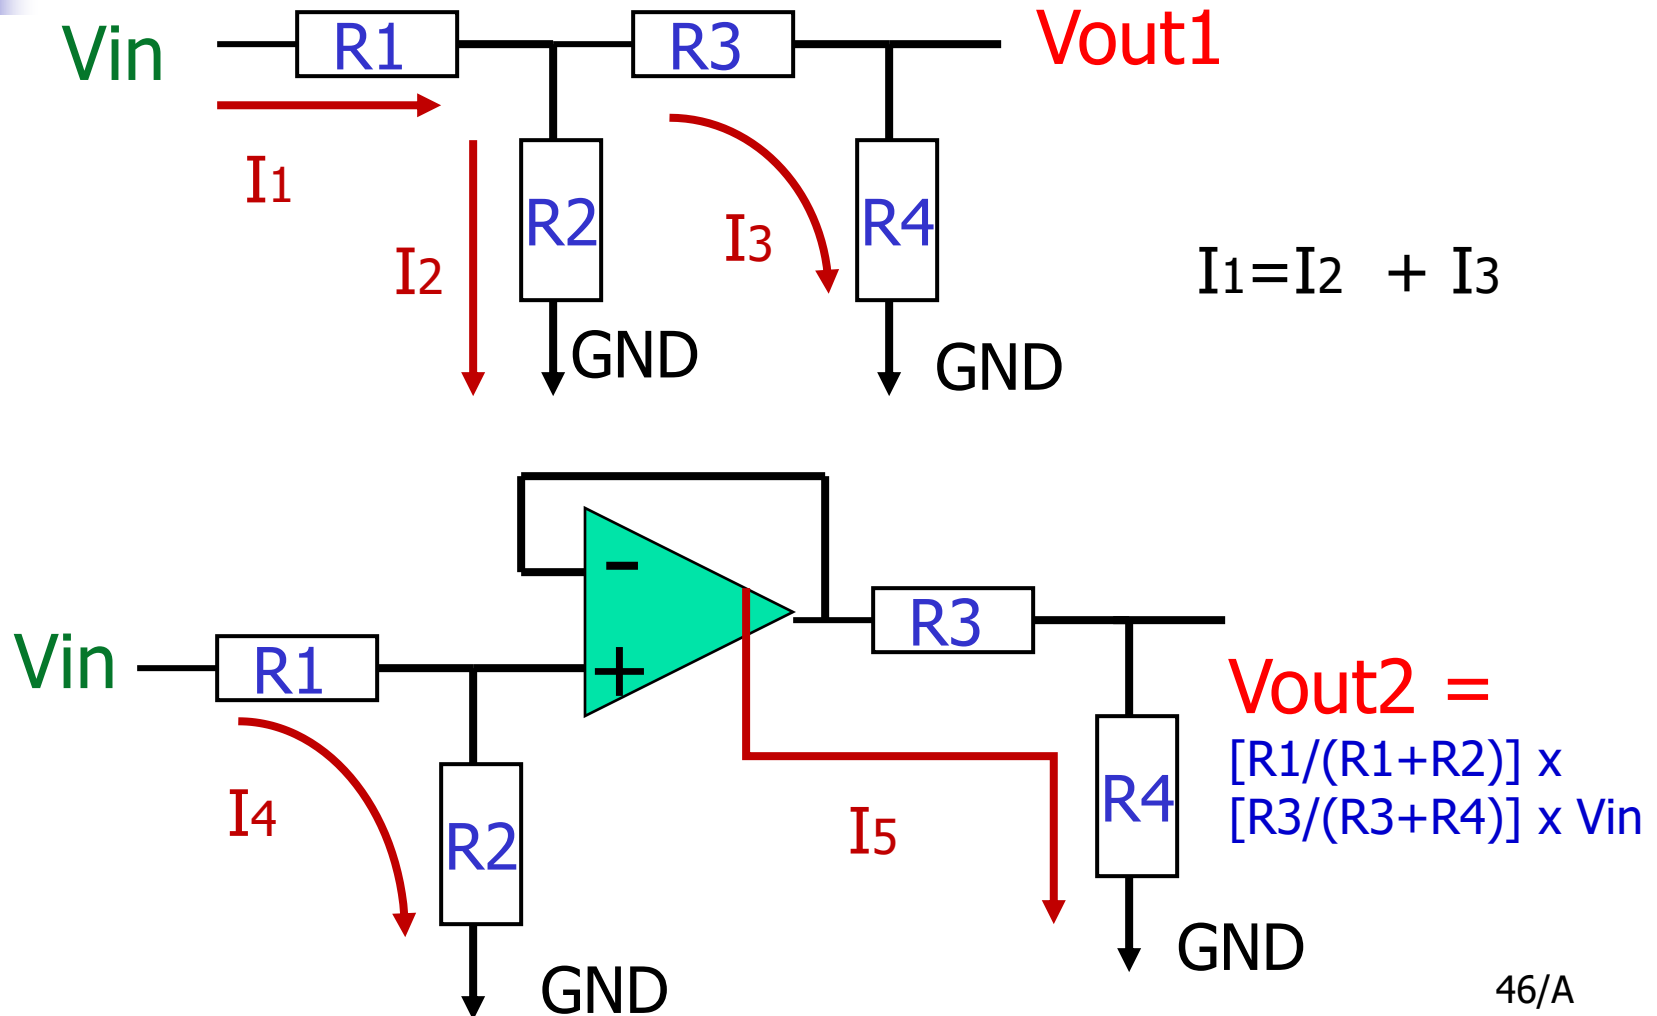 Vin R1 R3 Vout1
I1 I2 R2 I3 R4 I1=I2 + I3
GND GND
- 
+
Vin R1 R3
Vout2 =
[R1/(R1+R2)] x
[R3/(R3+R4)] x Vin
I4 R2 I5 R4
GND GND
46/A